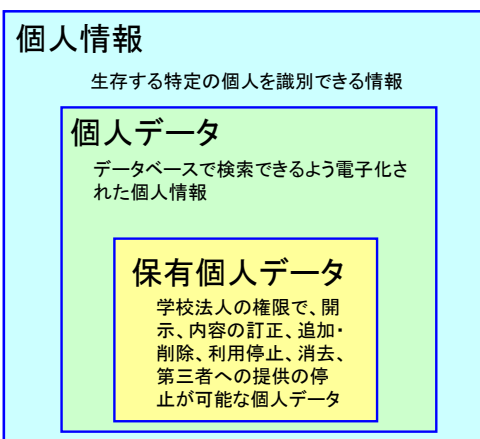 個人情報
生存する特定の個人を識別できる情報
個人データ
データベースで検索できるよう電子化さ
れた個人情報
保有個人データ
学校法人の権限で、開
示、内容の訂正、追加・
削除、利用停止、消去、
第三者への提供の停
止が可能な個人データ